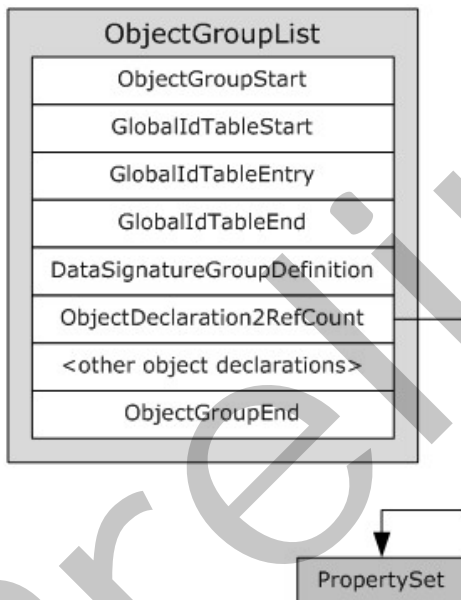 ObjectGroupList
ObjectGroupStart
GlobalIdTableStart
GlobalIdTableEntry
GlobalIdTableEnd
DataSignatureGroupDefinition
ObjectDeclaration2RefCount
<other object declarations>
ObjectGroupEnd
PropertySet